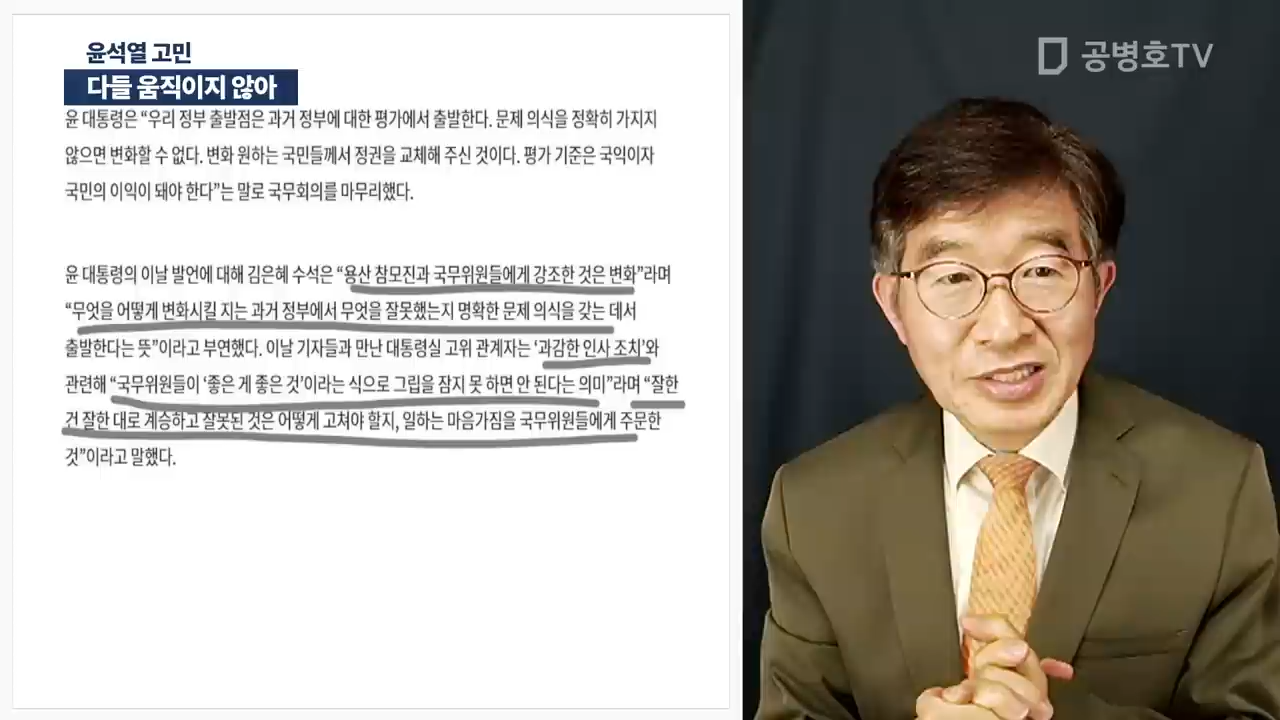 윤석열 고민
다들 움직이지 않아
공병호TV
윤 대통령은 “우리 정부 출발점은 과거 정부에 대한 평가에서 출발한다. 문제 의식을 정확히 가지지
않으면 변화할 수 없다. 변화 원하는 국민들께서 정권을 교체해 주신 것이다. 평가 기준은 국익이자
국민의 이익이 돼야 한다”는 말로 국무회의를 마무리했다.
윤 대통령의 이날 발언에 대해 김은혜 수석은 “용산 참모진과 국무위원들에게 강조한 것은 변화”라며
“무엇을 어떻게 변화시킬 지는 과거 정부에서 무엇을 잘못했는지 명확한 문제 의식을 갖는 데서
출발한다는 뜻”이라고 부연했다. 이날 기자들과 만난 대통령실 고위 관계자는 ‘과감한 인사 조치’와
관련해 “국무위원들이 ‘좋은 게 좋은 것’이라는 식으로 그립을 잠지 못 하면 안 된다는 의미”라며 “잘한
건 잘한 대로 계승하고 잘못된 것은 어떻게 고쳐야 할지, 일하는 마음가짐을 국무위원들에게 주문한
것”이라고 말했다.